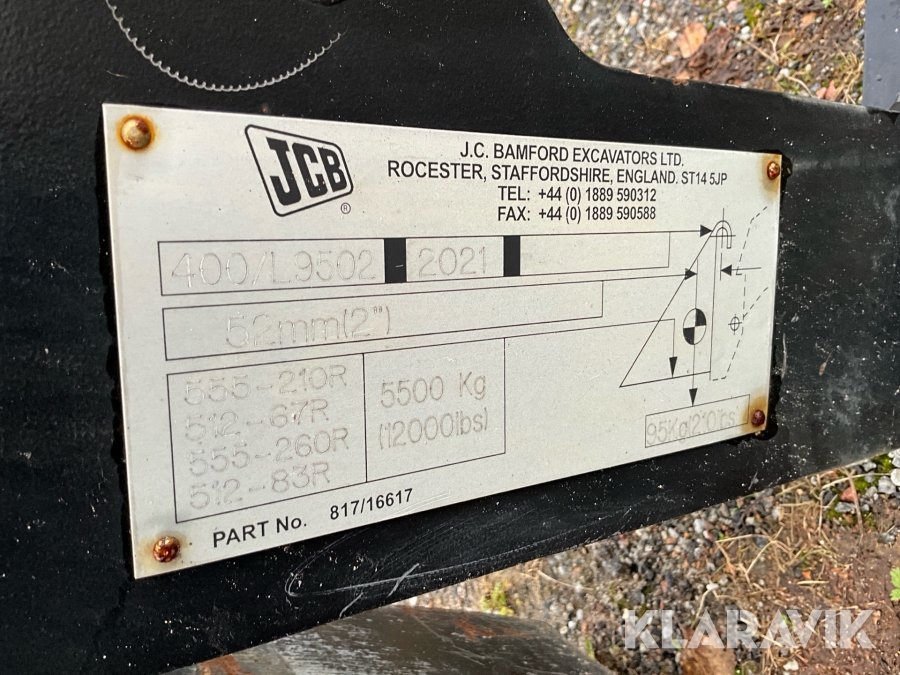 JCB
®
J.C. BAMFORD EXCAVATORS LTD.
ROCESTER, STAFFORDSHIRE, ENGLAND. ST14 5JP
TEL: +44 (0) 1889 590312
FAX: +44 (0) 1889 590588
400/L9502 2021
52mm(2")
555-210R
512-67R
555-260R
512-83R
5500 Kg
(12000lbs)
95Kg(210lbs
PART No. 817/16617
KLARAVIK